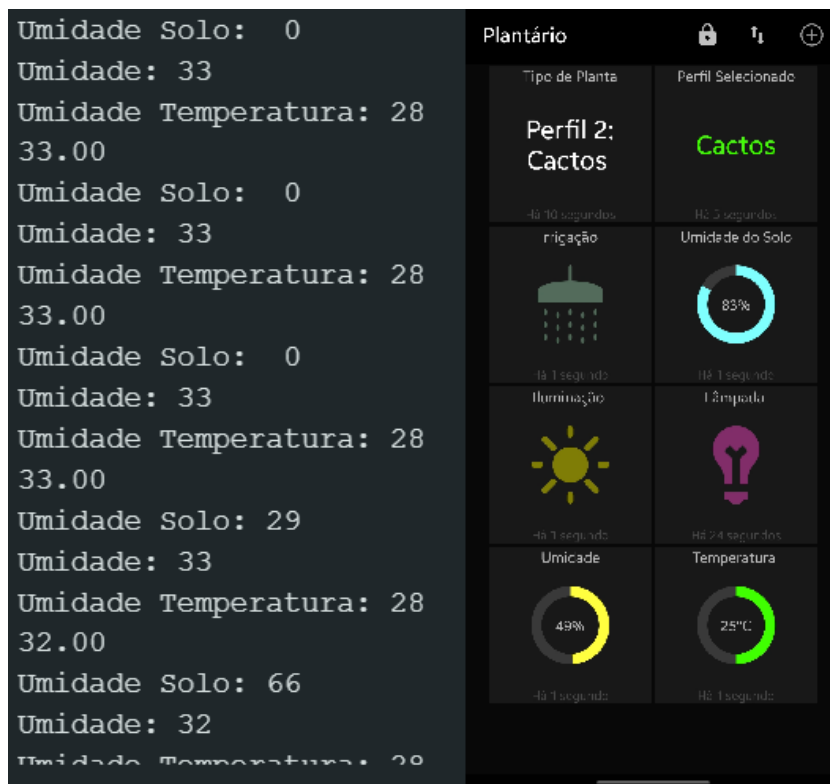 Umidade Solo:  0
Umidade: 33
Umidade Temperatura: 28
33.00
Umidade Solo:  0
Umidade: 33
Umidade Temperatura: 28
33.00
Umidade Solo:  0
Umidade: 33
Umidade Temperatura: 28
33.00
Umidade Solo: 29
Umidade: 33
Umidade Temperatura: 28
32.00
Umidade Solo: 66
Umidade: 32
Umidade Temperatura: 28
Plantário
Tipo de Planta
Perfil 2:
Cactos
Há 10 segundos
Perfil Selecionado
Cactos
Há 5 segundos
rrigação
Há 1 segundo
Umidade do Solo
83%
Há 1 segundo
Iluminação
Há 1 segundo
Lâmpada
Há 24 segundos
Umidade
49%
Há 1 segundo
Temperatura
25°C
Há 1 segundo